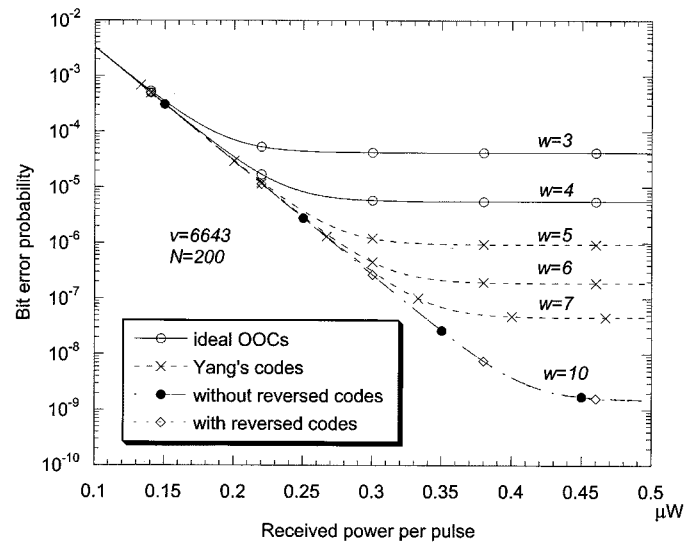 10^-2
10^-3
10^-4
10^-5
10^-6
10^-7
10^-8
10^-9
10^-10
Bit error probability
w=3
w=4
w=5
w=6
w=7
w=10
v=6643
N=200
ideal OOCs
Yang's codes
without reversed codes
with reversed codes
0.1 0.15 0.2 0.25 0.3 0.35 0.4 0.45 0.5
μW
Received power per pulse